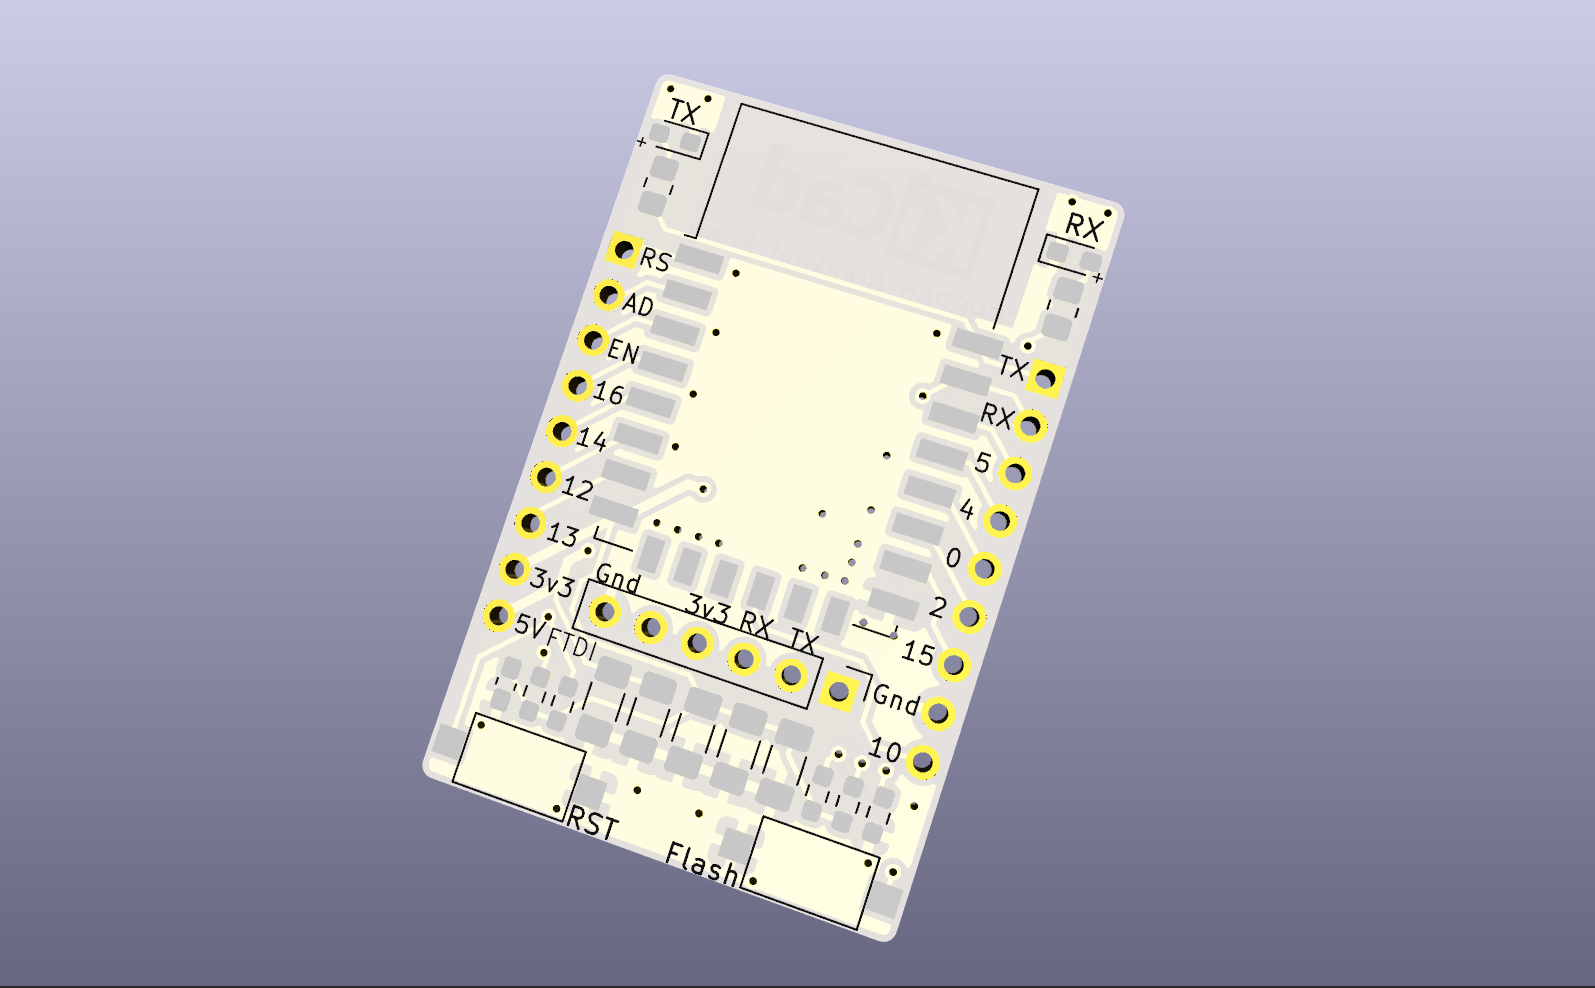 TX
RX
RS
AD
EN
16
14
12
13
3v3
5V
TX
RX
5
4
0
2
15
Gnd
10
Gnd
3v3 RX TX
FTDI
RST
Flash
KiCad